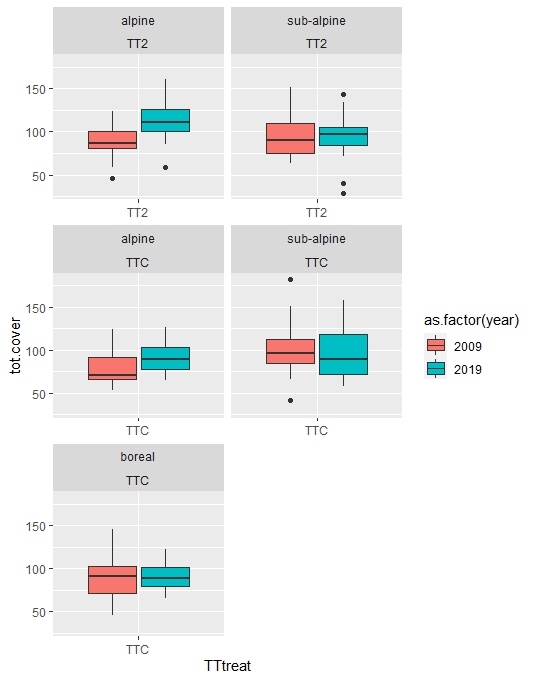 alpine
TT2
sub-alpine
TT2
150
100
50
TT2
TT2
alpine
TTC
sub-alpine
TTC
150
100
50
TTC
TTC
boreal
TTC
150
100
50
TTC
TTtreat
tot.cover
as.factor(year)
2009
2019